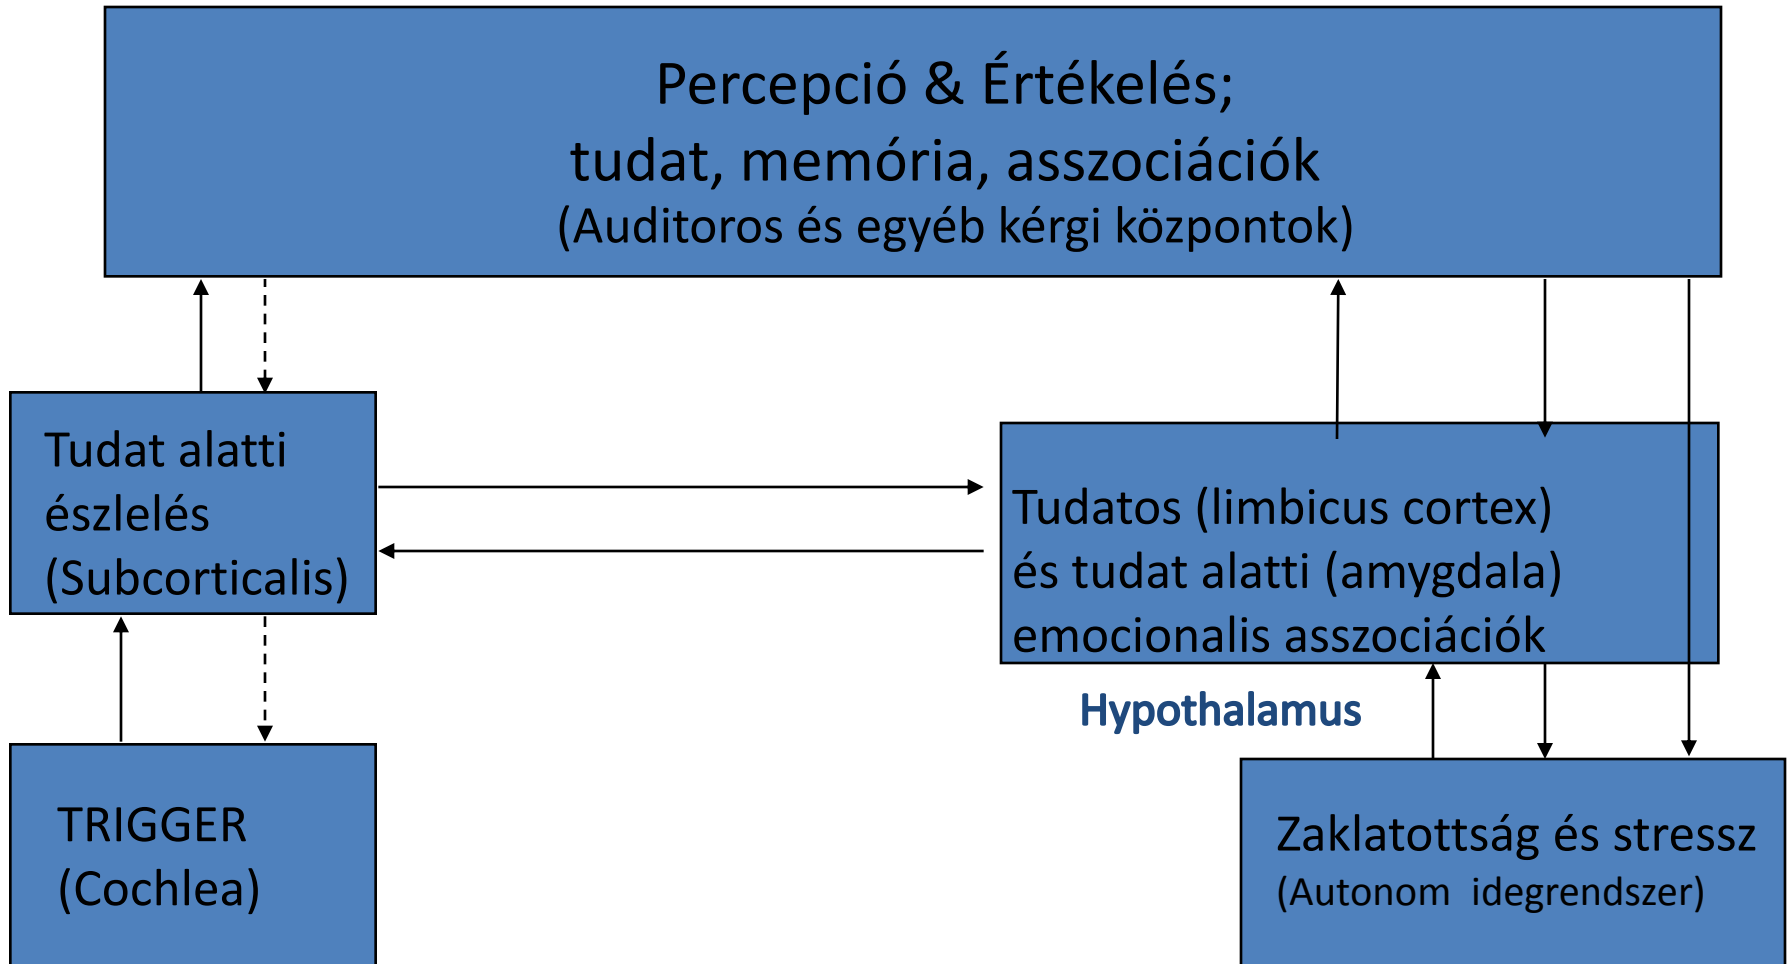 Percepció & Értékelés;
tudat, memória, asszociációk
(Auditoros és egyéb kérgi központok)
Tudat alatti
észlelés
(Subcorticalis)
Tudatos (limbicus cortex)
és tudat alatti (amygdala)
emocionalis asszociációk
Hypothalamus
TRIGGER
(Cochlea)
Zaklatottság és stressz
(Autonom idegrendszer)